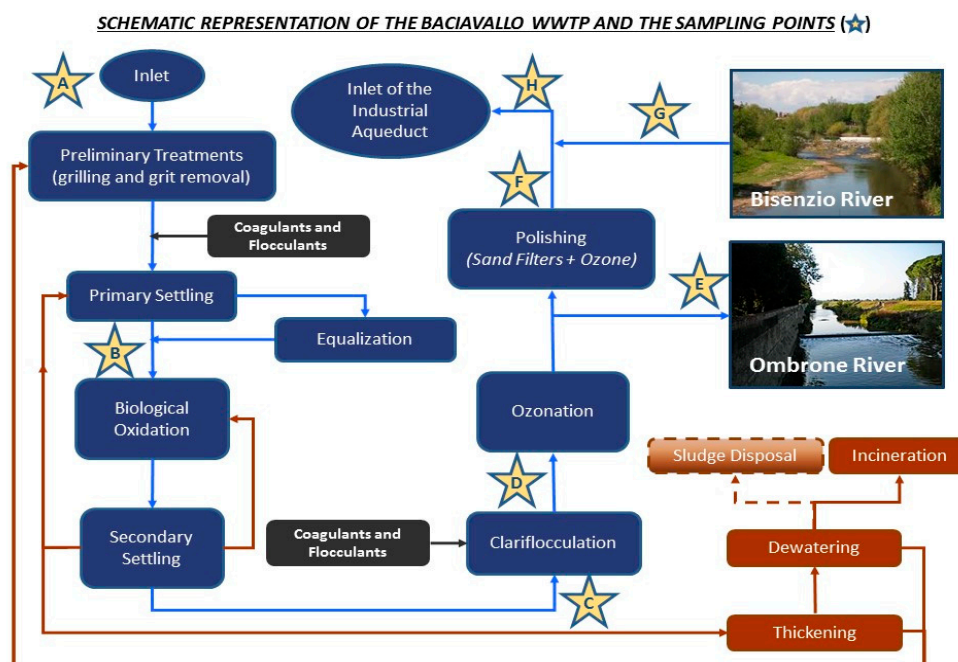 SCHEMATIC REPRESENTATION OF THE BACIAVALLO WWTP AND THE SAMPLING POINTS (★)
A
Inlet
Preliminary Treatments
(grilling and grit removal)
Coagulants and
Flocculants
Primary Settling
Equalization
B
Biological
Oxidation
Secondary
Settling
Inlet of the
Industrial
Aqueduct
H
G
F
Polishing
(Sand Filters + Ozone)
E
Ozonation
D
Coagulants and
Flocculants
Clariflocculation
C
Bisenzio River
Ombrone River
Sludge Disposal
Incineration
Dewatering
Thickening